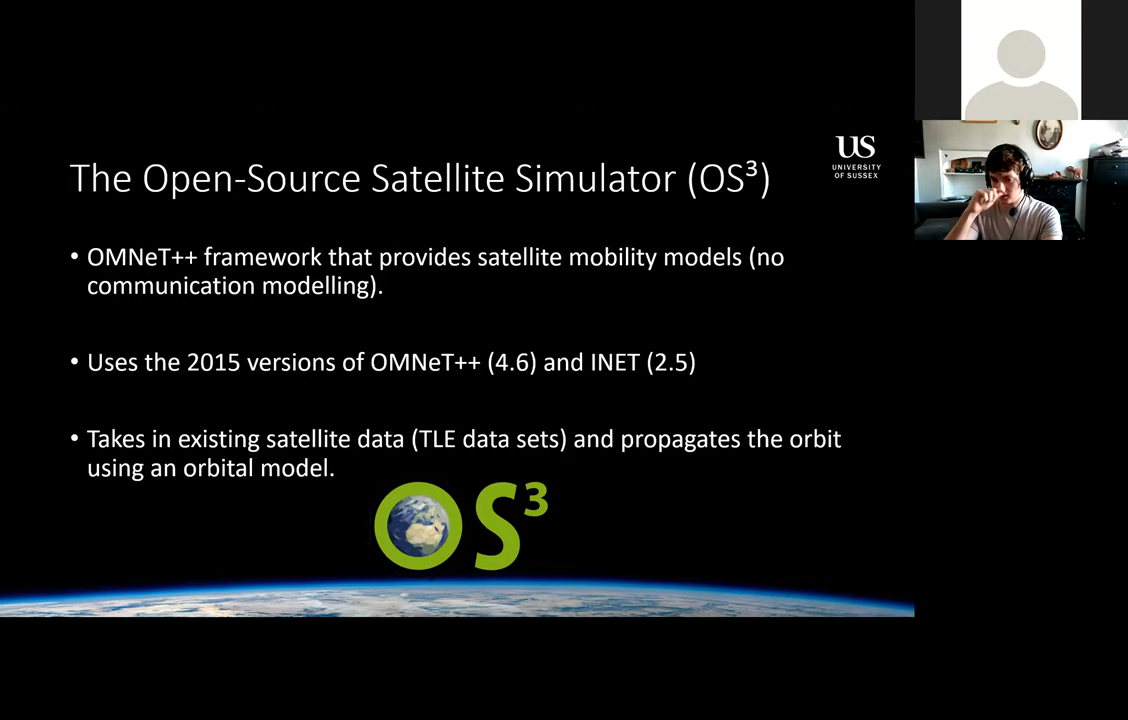 The Open-Source Satellite Simulator (OS³)
US
UNIVERSITY
OF SUSSEX
• OMNeT++ framework that provides satellite mobility models (no
communication modelling).
• Uses the 2015 versions of OMNeT++ (4.6) and INET (2.5)
• Takes in existing satellite data (TLE data sets) and propagates the orbit
using an orbital model.
OS³